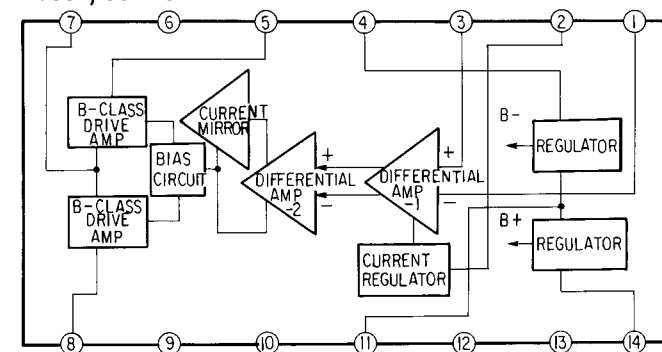 7 6 5 4 3 2 1
B-CLASS
DRIVE
AMP
BIAS
CIRCUIT
B-CLASS
DRIVE
AMP
CURRENT
MIRROR
+
DIFFERENTIAL
AMP
-2
-
+
DIFFERENTIAL
AMP
-1
-
CURRENT
REGULATOR
B-
REGULATOR
B+
REGULATOR
8 9 10 11 12 13 14